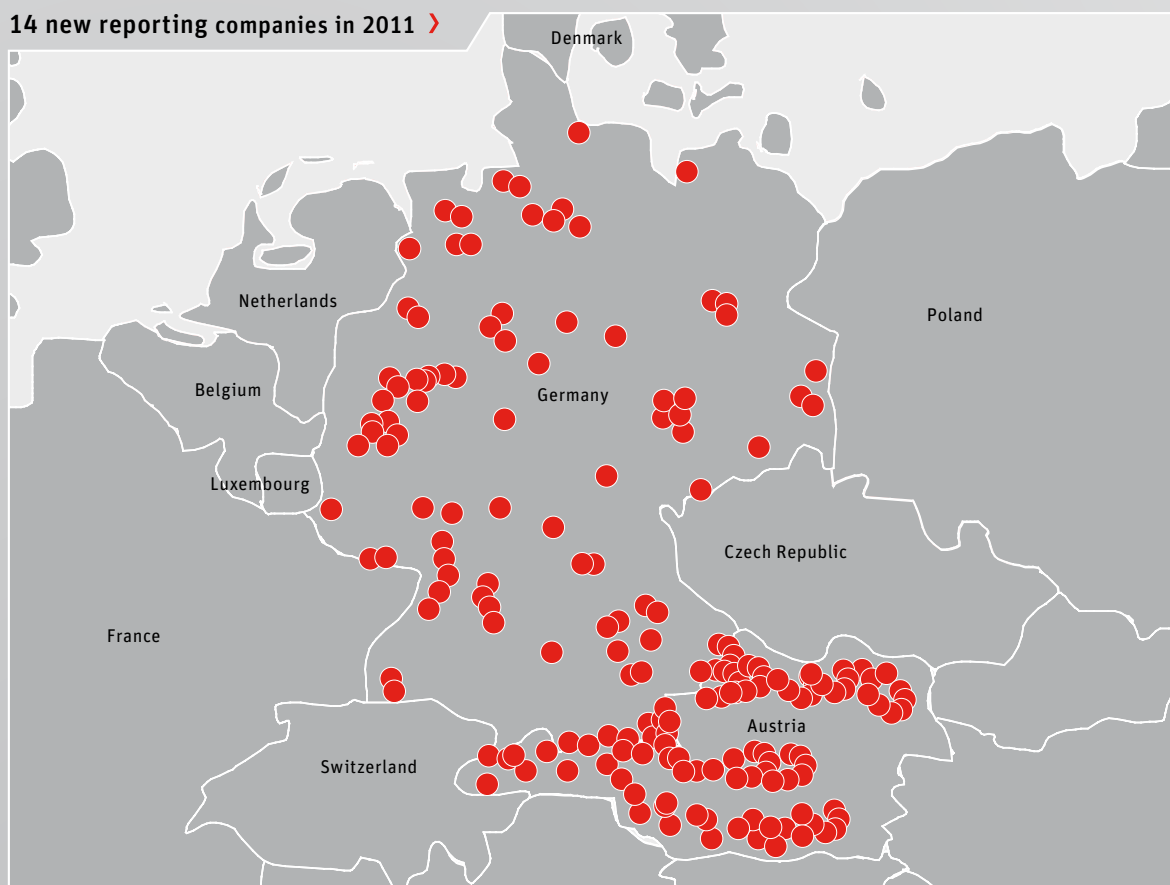 14 new reporting companies in 2011 ❯
Denmark
Netherlands
Poland
Belgium
Germany
Luxembourg
Czech Republic
France
Austria
Switzerland